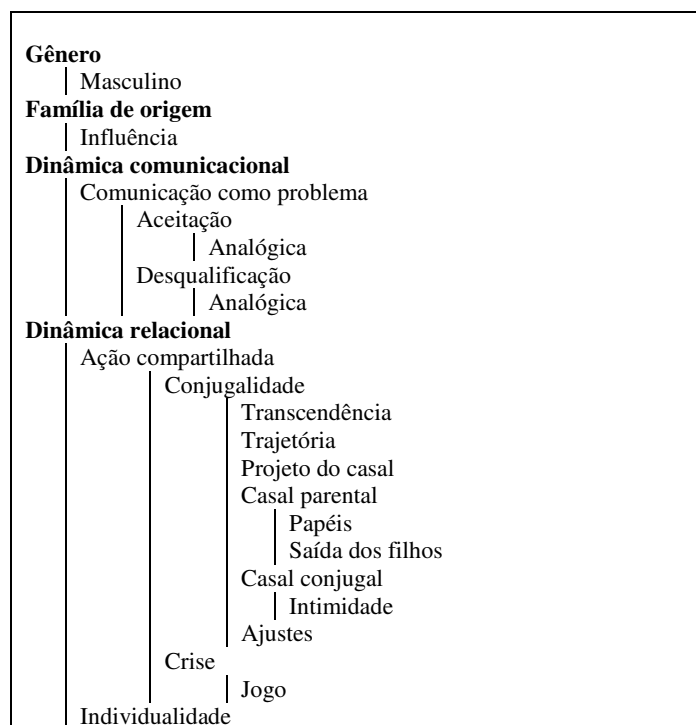 Gênero
Masculino
Família de origem
Influência
Dinâmica comunicacional
Comunicação como problema
Aceitação
Analógica
Desqualificação
Analógica
Dinâmica relacional
Ação compartilhada
Conjugalidade
Transcendência
Trajetória
Projeto do casal
Casal parental
Papéis
Saída dos filhos
Casal conjugal
Intimidade
Ajustes
Crise
Jogo
Individualidade